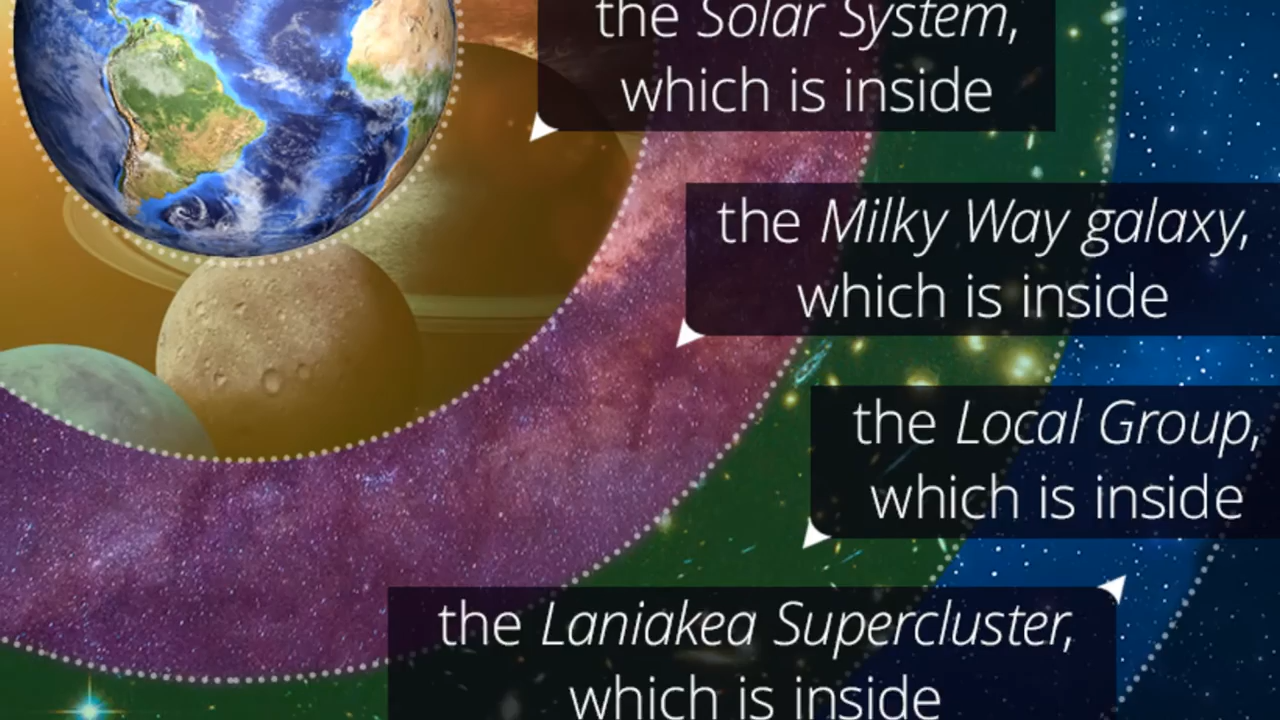 the Solar System,
which is inside
the Milky Way galaxy,
which is inside
the Local Group,
which is inside
the Laniakea Supercluster,
which is inside